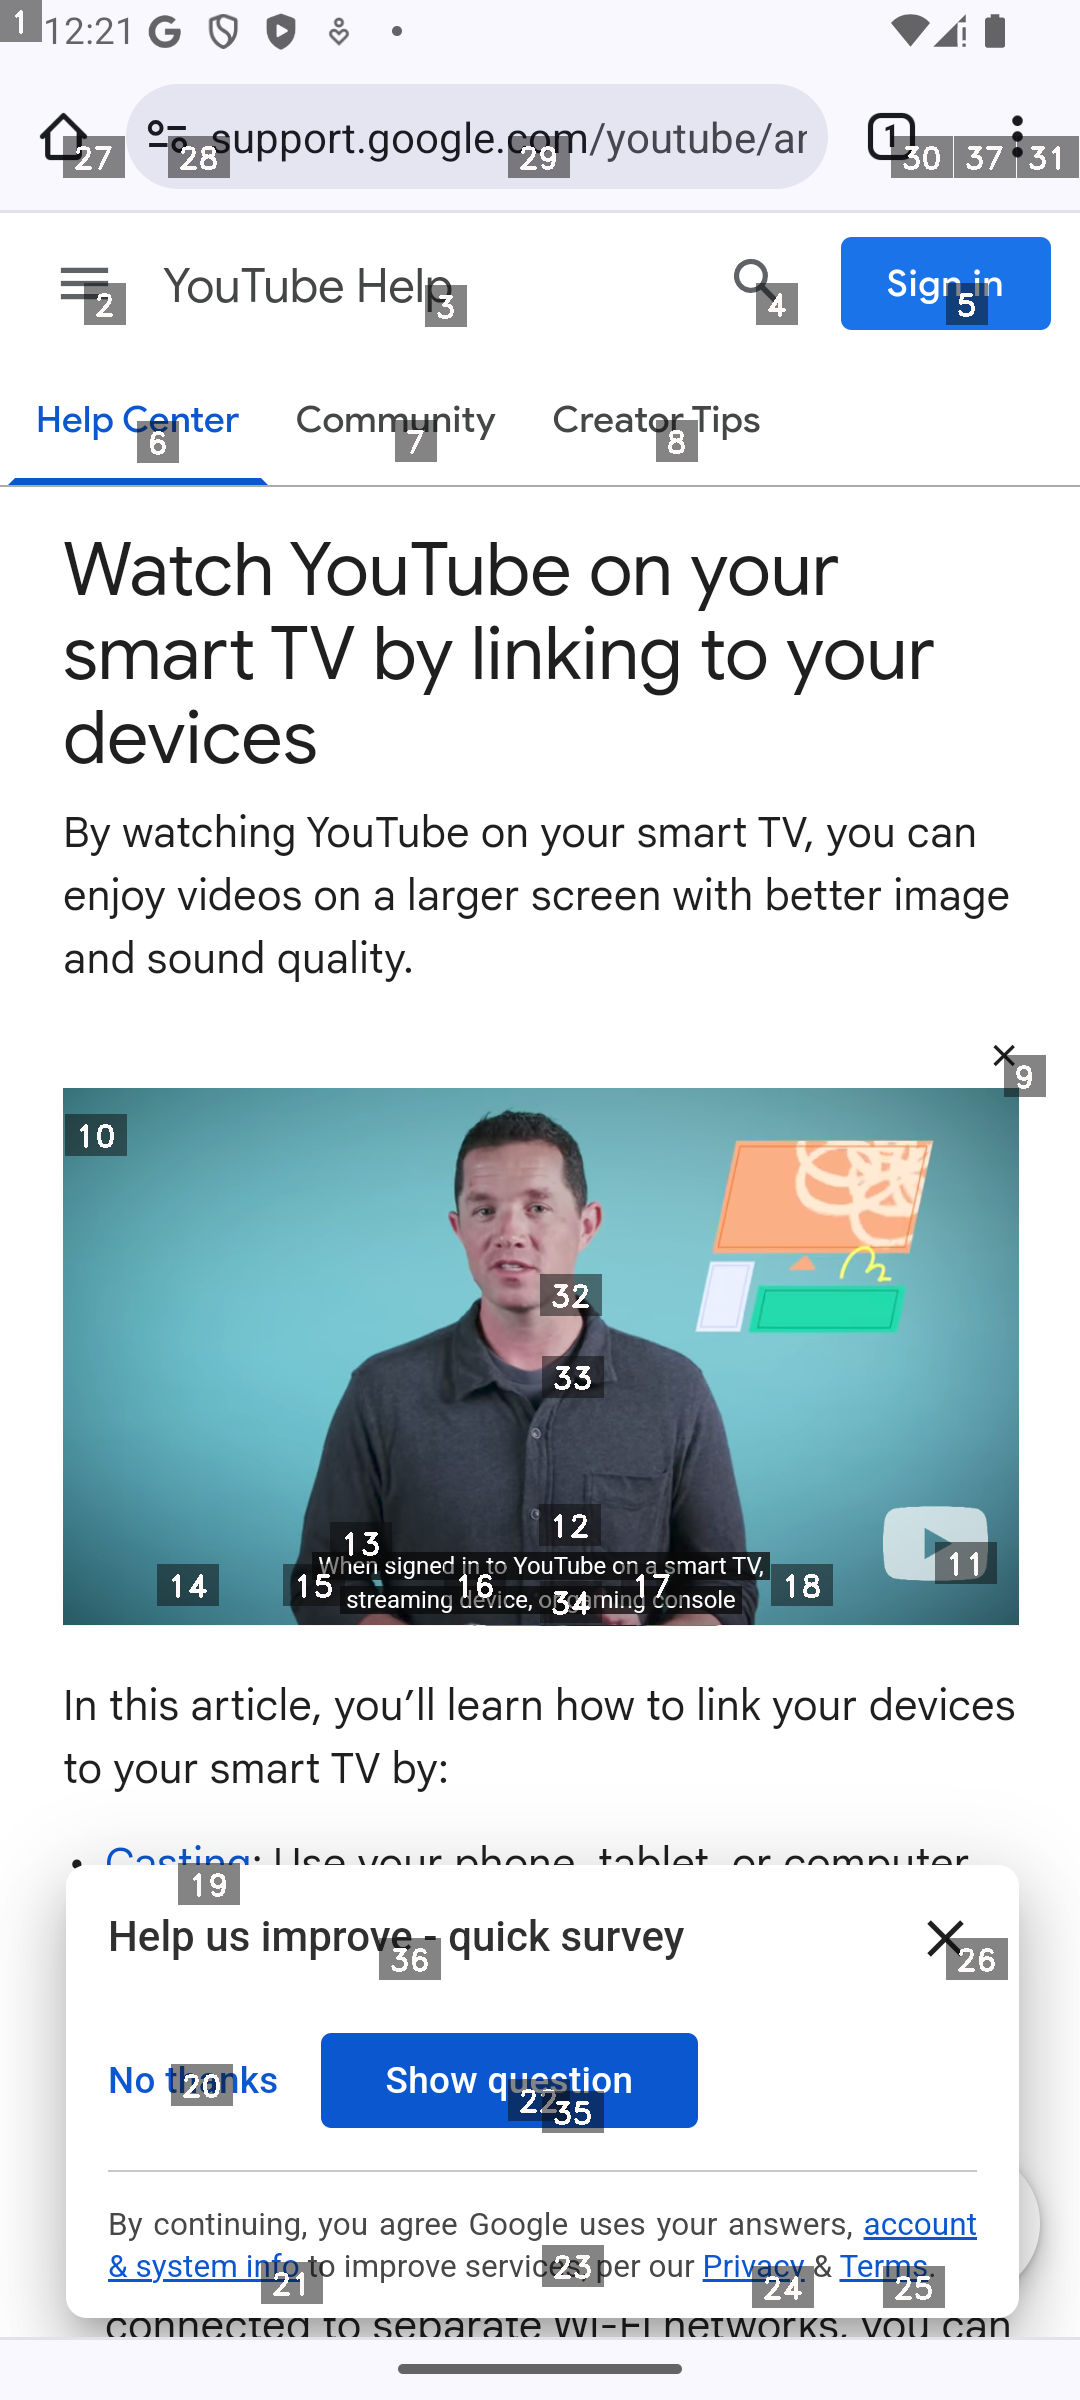 1
12:21
27
28
support.google.com/youtube/ar
29
1
30
37
31
2
YouTube Help
3
4
Sign in
5
Help Center
6
Community
7
Creator Tips
8
Watch YouTube on your
smart TV by linking to your
devices
By watching YouTube on your smart TV, you can
enjoy videos on a larger screen with better image
and sound quality.
9
10
32
33
12
13
11
When signed in to YouTube on a smart TV,
14
15
16
17
18
streaming device, or gaming console
34
In this article, you’ll learn how to link your devices
to your smart TV by:
• Casting: Use your phone, tablet, or computer
19
Help us improve - quick survey
36
26
No thanks
20
Show question
22
35
By continuing, you agree Google uses your answers, account
& system info to improve services, per our Privacy & Terms.
21
23
24
25
connected to separate Wi-Fi networks, you can